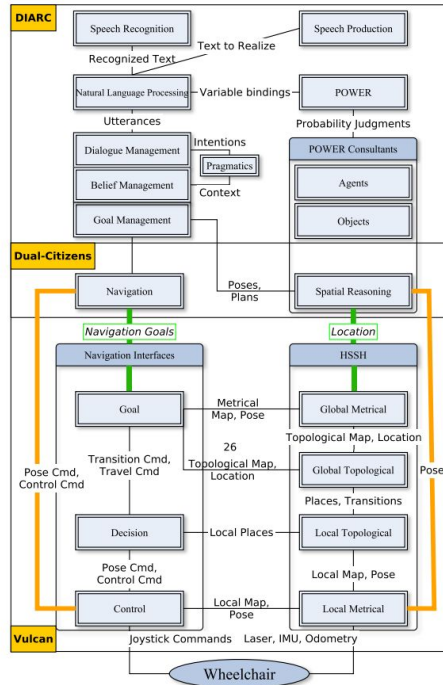 DIARC
Speech Recognition
Speech Production
Text to Realize
Recognized Text
Natural Language Processing
Variable bindings
POWER
Utterances
Probability Judgments
Intentions
Dialogue Management
POWER Consultants
Pragmatics
Belief Management
Agents
Context
Goal Management
Objects
Dual-Citizens
Navigation
Poses,
Plans
Spatial Reasoning
Navigation Goals
Location
Navigation Interfaces
HSSH
Goal
Metrical
Map, Pose
Global Metrical
Topological Map, Location
26
Transition Cmd,
Travel Cmd
Topological Map,
Location
Global Topological
Pose Cmd,
Control Cmd
Pose
Places, Transitions
Decision
Local Places
Local Topological
Pose Cmd,
Control Cmd
Local Map, Pose
Control
Local Map,
Pose
Local Metrical
Vulcan
Joystick Commands
Laser, IMU, Odometry
Wheelchair